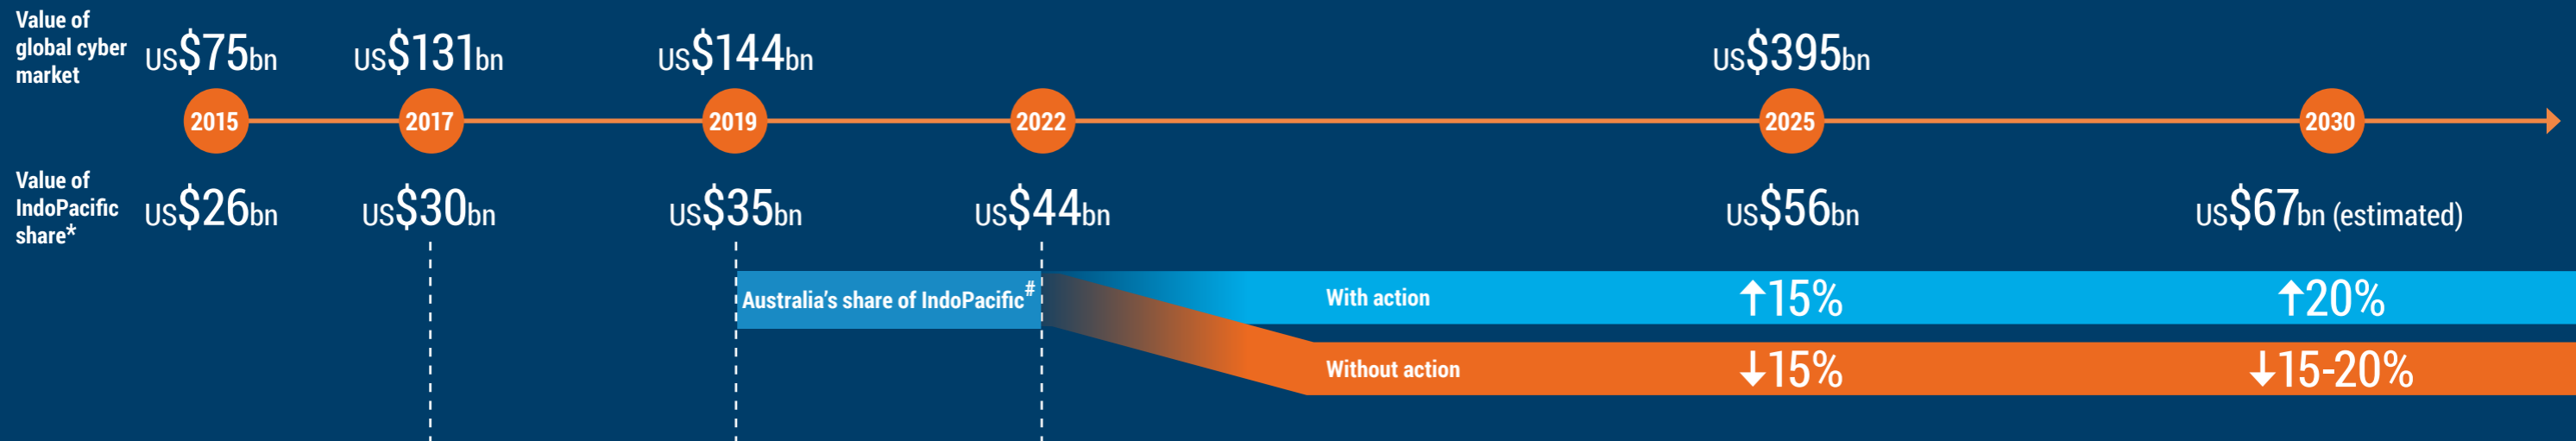 Value of
global cyber
market
US$75bn
US$131bn
US$144bn
US$395bn
2015
2017
2019
2022
2025
2030
Value of
IndoPacific
share*
US$26bn
US$30bn
US$35bn
US$44bn
US$56bn
US$67bn (estimated)
Australia's share of IndoPacific#
With action
↑15%
↑20%
Without action
↓15%
↓15-20%